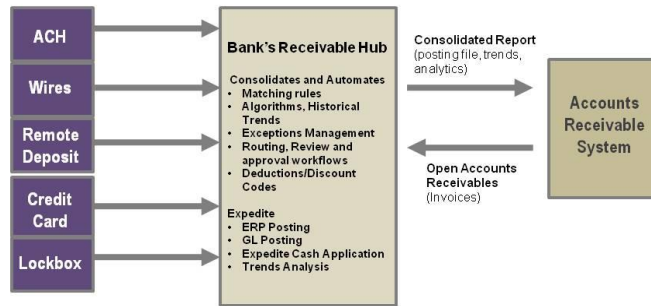 ACH
Wires
Remote
Deposit
Credit
Card
Lockbox
Bank's Receivable Hub
Consolidates and Automates
• Matching rules
• Algorithms, Historical
Trends
• Exceptions Management
• Routing, Review and
approval workflows
• Deductions/Discount
Codes
Expedite
• ERP Posting
• GL Posting
• Expedite Cash Application
• Trends Analysis
Consolidated Report
(posting file, trends,
analytics)
Open Accounts
Receivables
(Invoices)
Accounts
Receivable
System